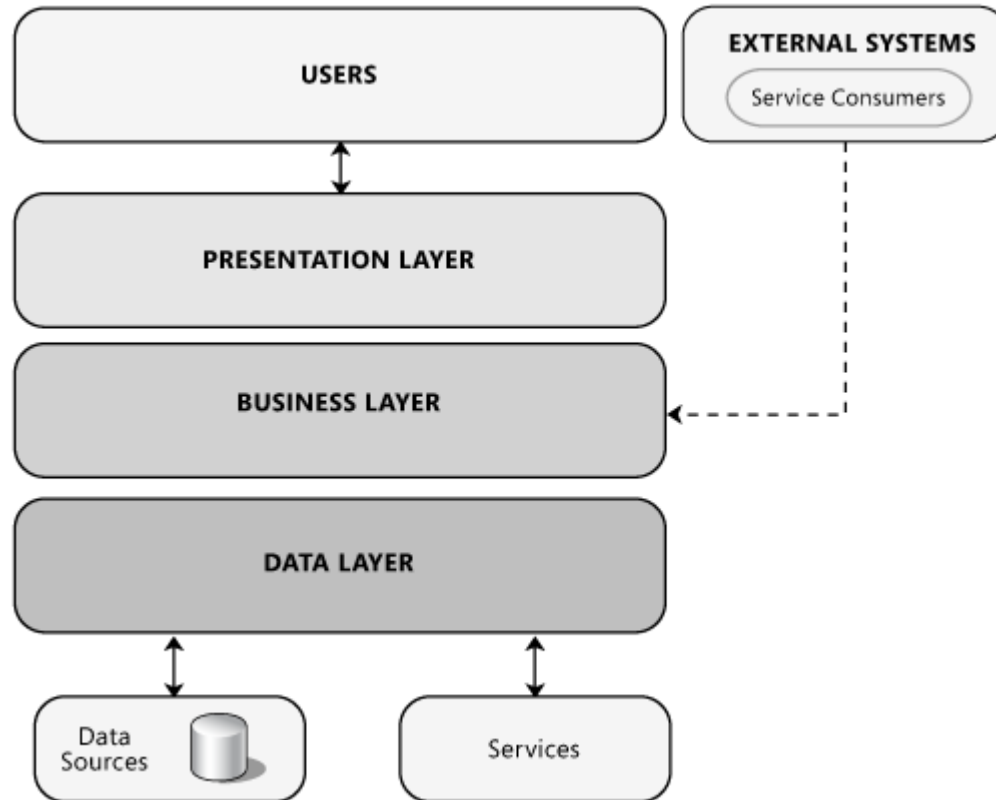 USERS
EXTERNAL SYSTEMS
Service Consumers
PRESENTATION LAYER
BUSINESS LAYER
DATA LAYER
Data
Sources
Services